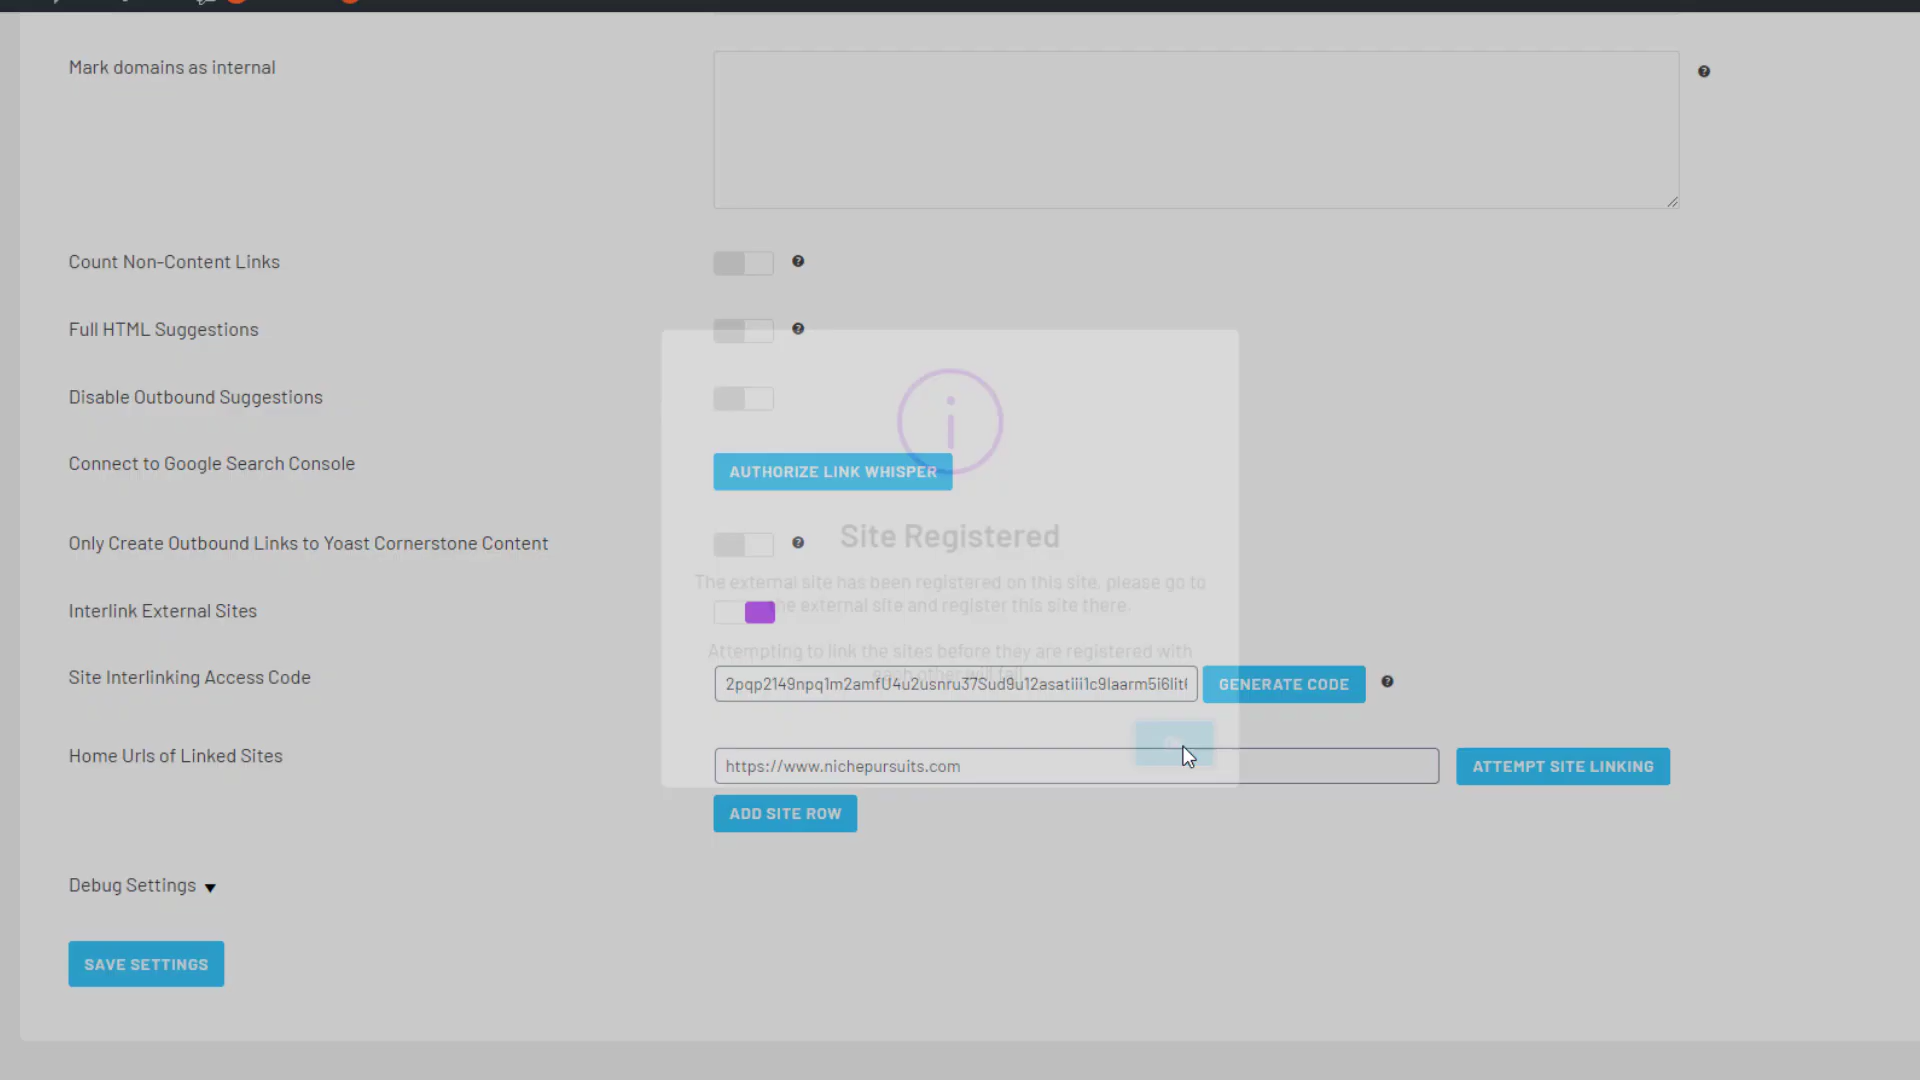 Mark domains as internal
Count Non-Content Links
Full HTML Suggestions
Disable Outbound Suggestions
Connect to Google Search Console
AUTHORIZE LINK WHISPER
Site Registered
Only Create Outbound Links to Yoast Cornerstone Content
The external site has been registered on this site, please go to
the external site and register this site there.
Interlink External Sites
Attempting to link the sites before they are registered with
each other will fail.
Site Interlinking Access Code
GENERATE CODE
Home Urls of Linked Sites
https://www.nichepursuits.com
ATTEMPT SITE LINKING
ADD SITE ROW
Debug Settings
SAVE SETTINGS